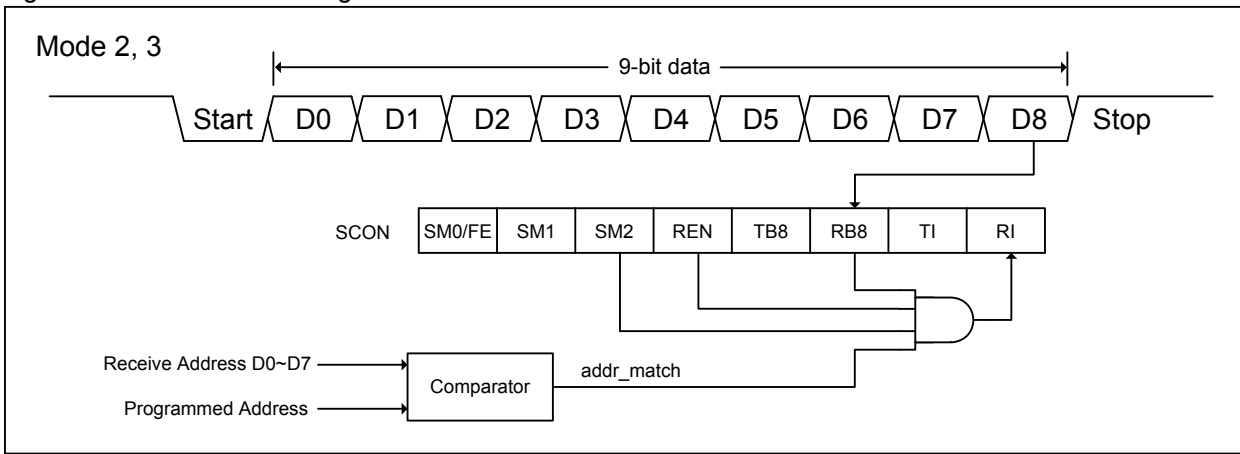 Mode 2, 3
9-bit data
Start D0 D1 D2 D3 D4 D5 D6 D7 D8 Stop
SCON SM0/FE SM1 SM2 REN TB8 RB8 TI RI
Receive Address D0~D7
addr_match
Comparator
Programmed Address